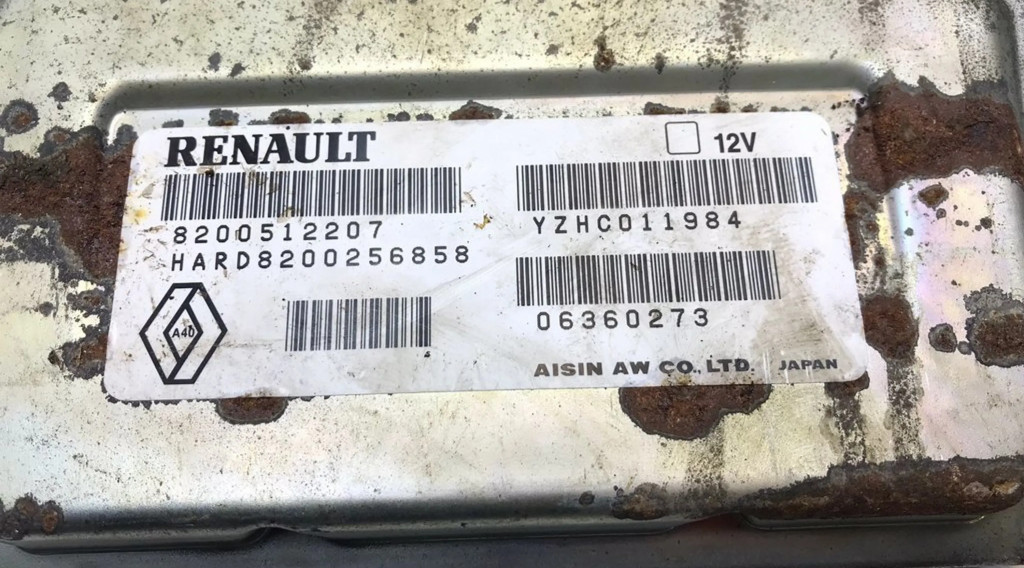 RENAULT
12V
8200512207
YZHC011984
HARD8200256858
06360273
A40
AISIN AW CO., LTD. JAPAN